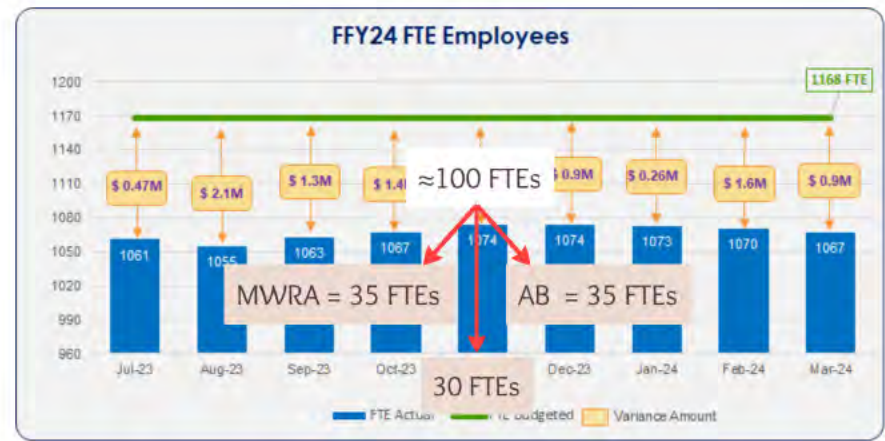 FFY24 FTE Employees
1200
1168 FTE
1170
1140
1110
1080
1050
1020
990
960
$ 0.47M
$ 2.1M
$ 1.3M
≈100 FTEs
$ 0.26M
$ 1.6M
$ 0.9M
1061
1055
1063
1067
1074
1073
1070
1067
MWRA = 35 FTEs
AB = 35 FTEs
30 FTEs
Jul-23
Aug-23
Sep-23
Oct-23
Dec-23
Jan-24
Feb-24
Mar-24
FTE Actual
FTE Budgeted
Variance Amount